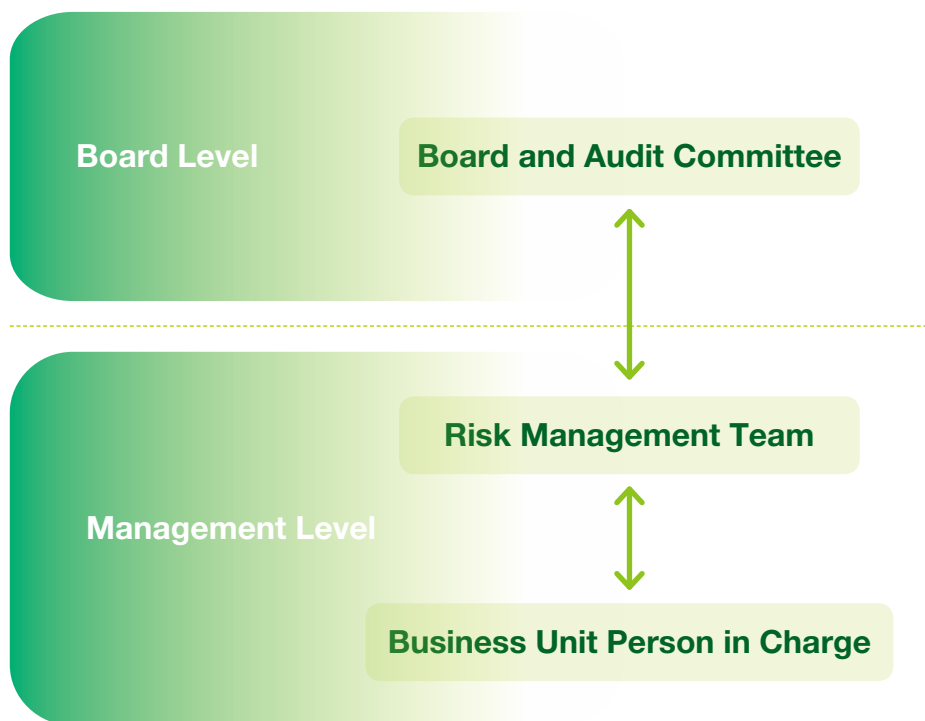 Board Level
Board and Audit Committee
Risk Management Team
Management Level
Business Unit Person in Charge